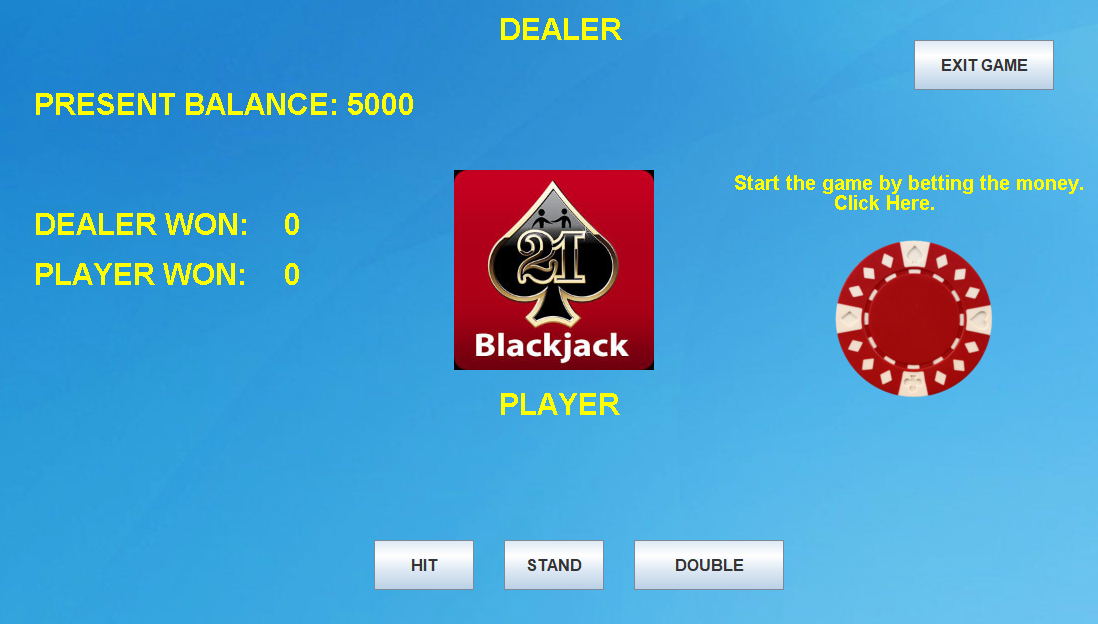 DEALER
EXIT GAME
PRESENT BALANCE: 5000
Start the game by betting the money.
Click Here.
DEALER WON: 0
PLAYER WON: 0
21
Blackjack
PLAYER
HIT
STAND
DOUBLE